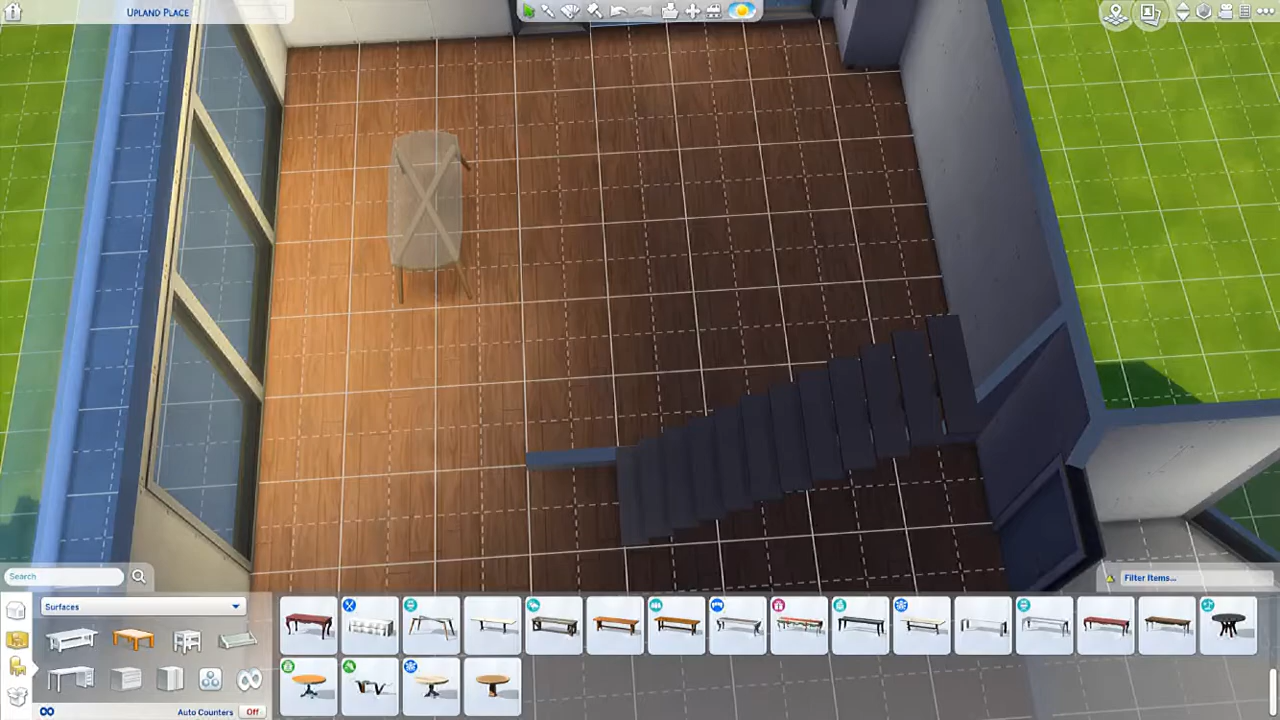 UPLAND PLACE
Search
Filter Items...
Surfaces
Auto Counters Off